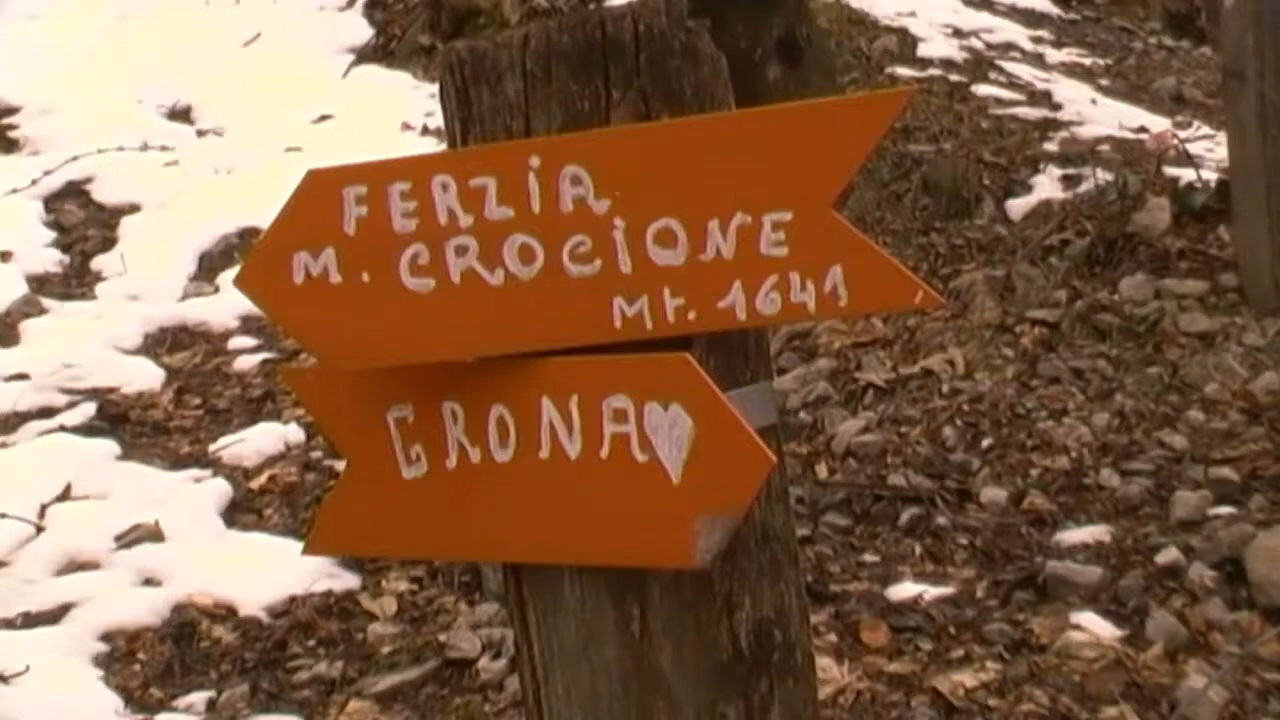 FERZIA
M. CROCIONE
Mt. 1641
GRONA♥